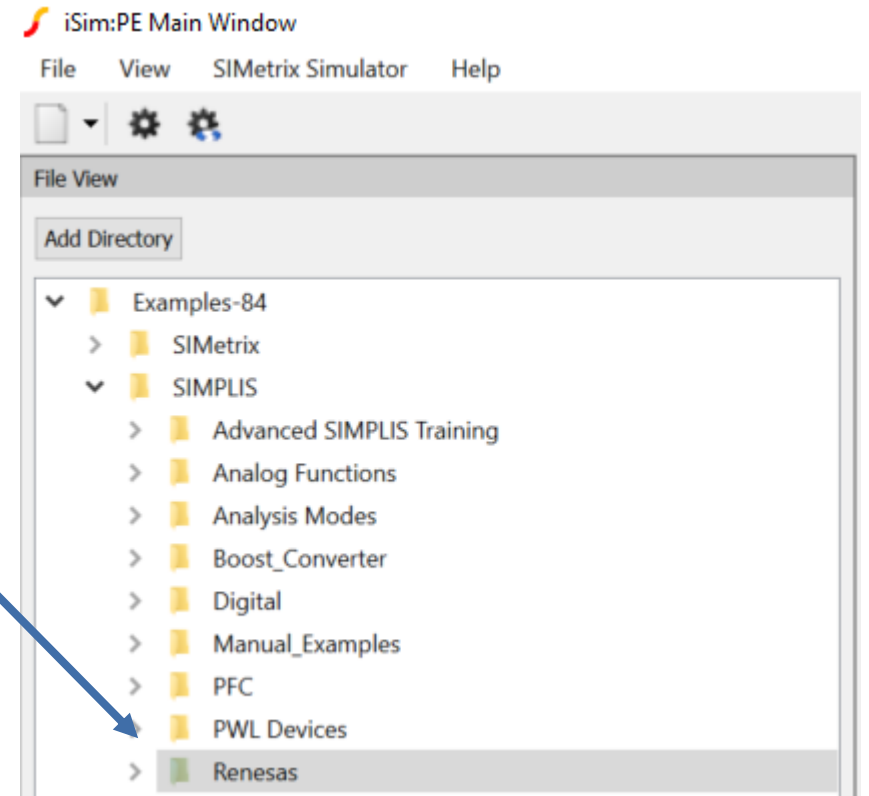 iSim:PE Main Window
File View SIMetrix Simulator Help
File View
Add Directory
Examples-84
SIMetrix
SIMPLIS
Advanced SIMPLIS Training
Analog Functions
Analysis Modes
Boost_Converter
Digital
Manual_Examples
PFC
PWL Devices
Renesas